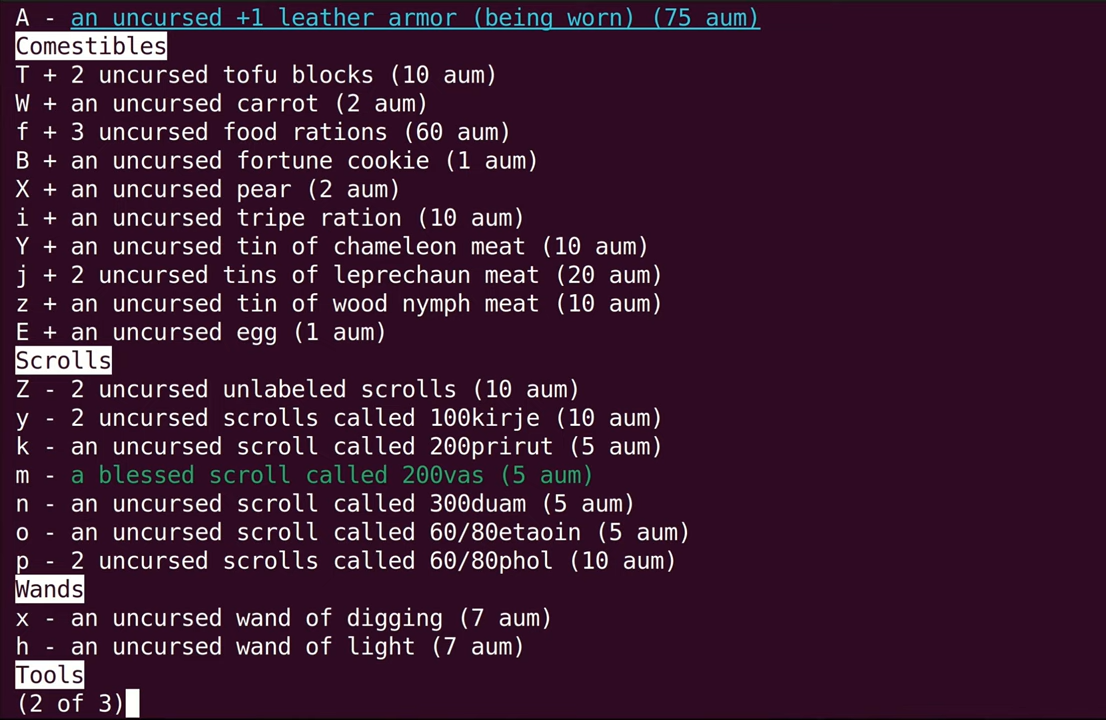 A - an uncursed +1 leather armor (being worn) (75 aum)
Comestibles
T + 2 uncursed tofu blocks (10 aum)
W + an uncursed carrot (2 aum)
f + 3 uncursed food rations (60 aum)
B + an uncursed fortune cookie (1 aum)
X + an uncursed pear (2 aum)
i + an uncursed tripe ration (10 aum)
Y + an uncursed tin of chameleon meat (10 aum)
j + 2 uncursed tins of leprechaun meat (20 aum)
z + an uncursed tin of wood nymph meat (10 aum)
E + an uncursed egg (1 aum)
Scrolls
Z - 2 uncursed unlabeled scrolls (10 aum)
y - 2 uncursed scrolls called 100kirje (10 aum)
k - an uncursed scroll called 200prirut (5 aum)
m - a blessed scroll called 200vas (5 aum)
n - an uncursed scroll called 300duam (5 aum)
o - an uncursed scroll called 60/80etaoin (5 aum)
p - 2 uncursed scrolls called 60/80phol (10 aum)
Wands
x - an uncursed wand of digging (7 aum)
h - an uncursed wand of light (7 aum)
Tools
(2 of 3)